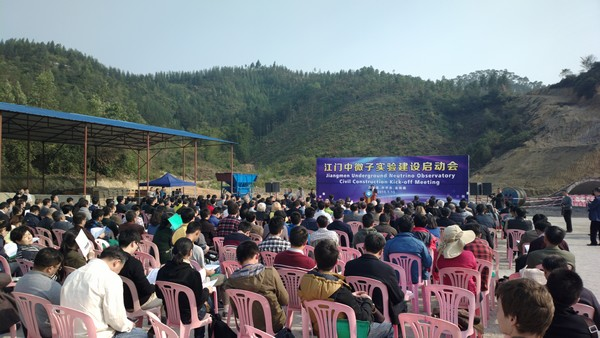 江门中微子实验建设启动会
Jiangmen Underground Neutrino Observatory
Civil Construction Kick-off Meeting